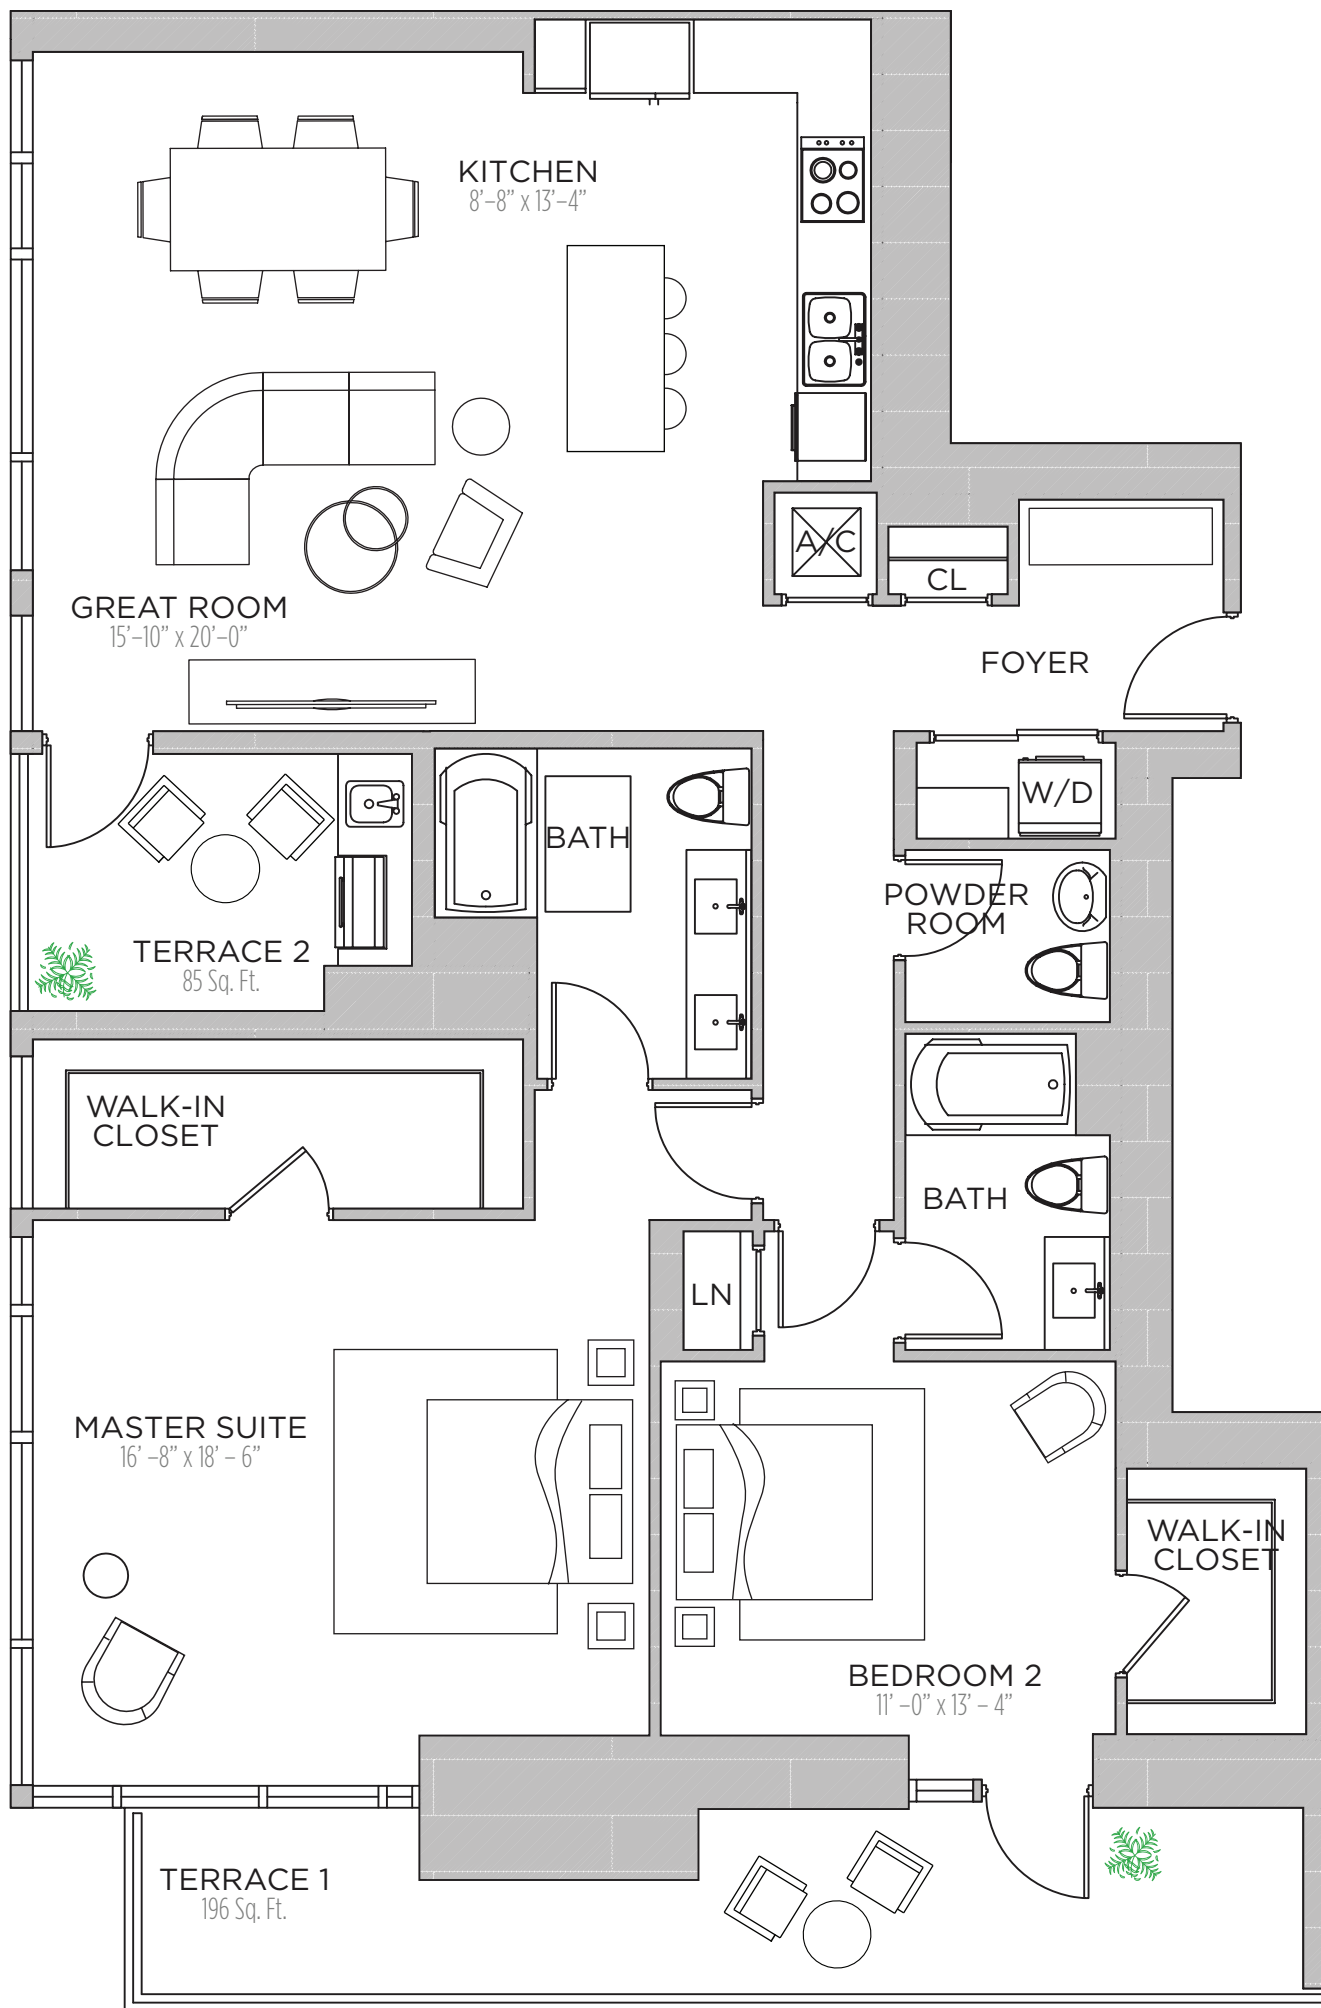 KITCHEN
8’–8” x 13’–4”
A/C
CL
GREAT ROOM
15’–10” x 20’–0”
FOYER
W/D
BATH
POWDER
ROOM
TERRACE 2
85 Sq. Ft.
WALK-IN
CLOSET
BATH
LN
MASTER SUITE
16’ –8” x 18’ – 6”
WALK-IN
CLOSET
BEDROOM 2
11’ –0” x 13’ – 4”
TERRACE 1
196 Sq. Ft.